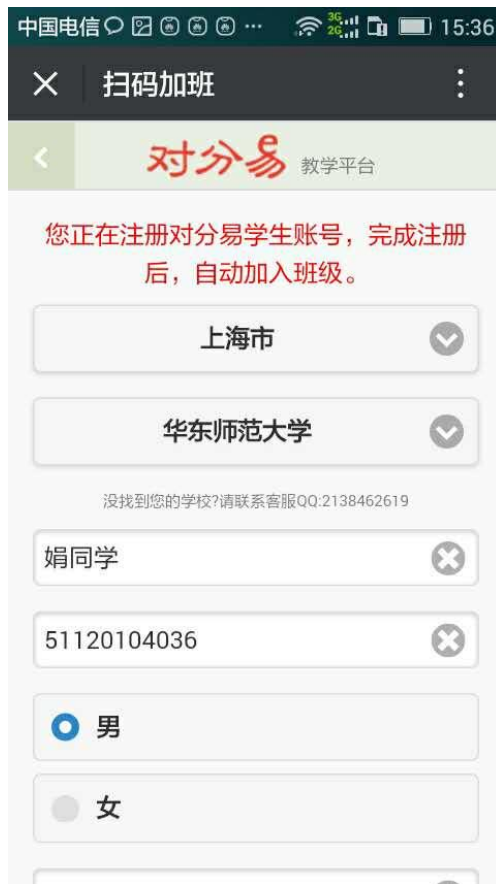 中国电信 3G 2G 15:36
扫码加班
对分易 e 教学平台
您正在注册对分易学生账号，完成注册
后，自动加入班级。
上海市
华东师范大学
没找到您的学校?请联系客服QQ:2138462619
娟同学
51120104036
男
女